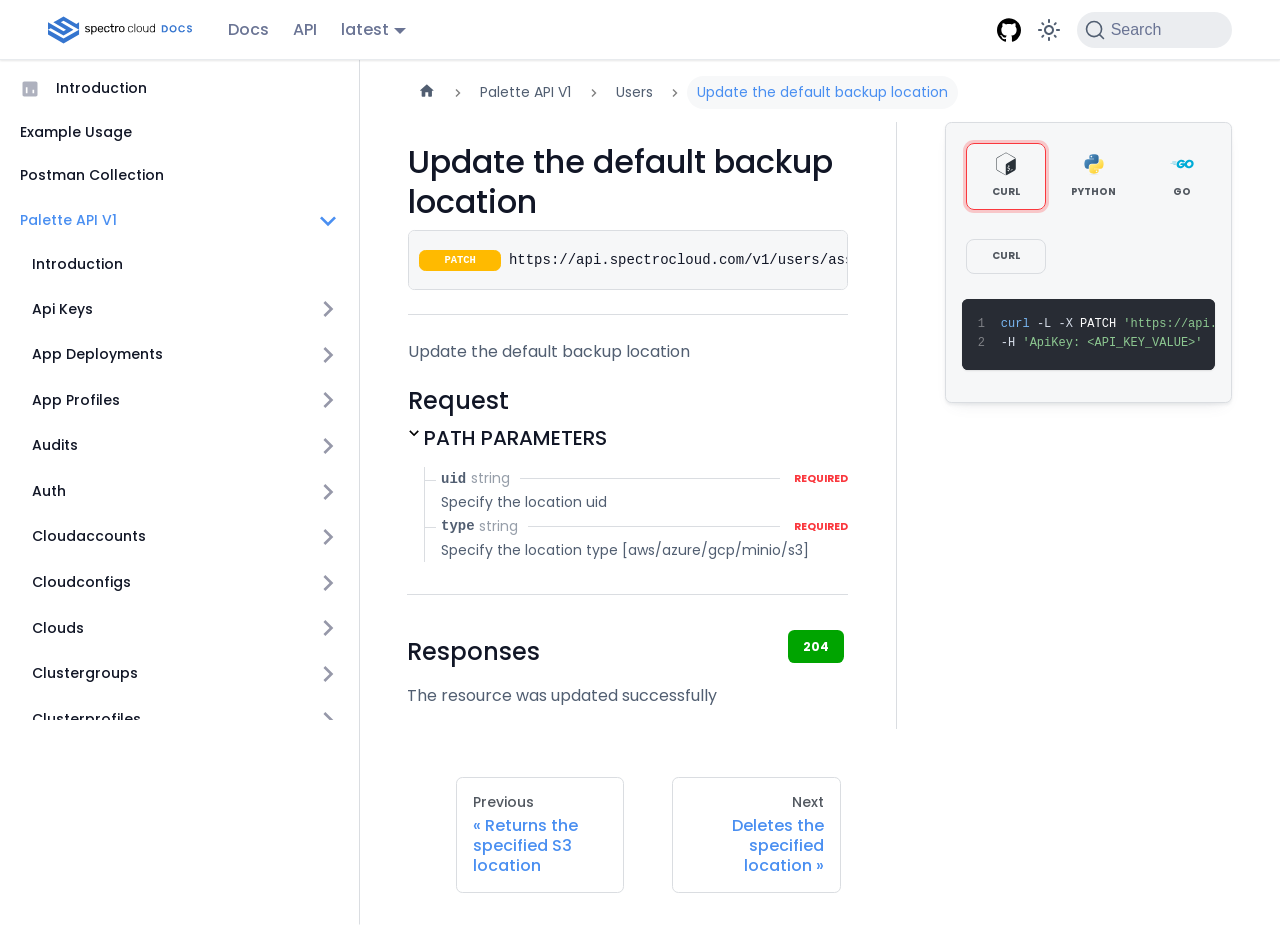 spectro cloud DOCS
Docs
API
latest
Search
Introduction
Example Usage
Postman Collection
Palette API V1
Introduction
Api Keys
App Deployments
App Profiles
Audits
Auth
Cloudaccounts
Cloudconfigs
Clouds
Clustergroups
Clusterprofiles
Palette API V1
Users
Update the default backup location
Update the default backup
location
PATCH https://api.spectrocloud.com/v1/users/ass
Update the default backup location
Request
PATH PARAMETERS
uid string REQUIRED
Specify the location uid
type string REQUIRED
Specify the location type [aws/azure/gcp/minio/s3]
Responses
204
The resource was updated successfully
Previous
« Returns the
specified S3
location
Next
Deletes the
specified
location »
CURL
PYTHON
GO
GO
CURL
1 curl -L -X PATCH 'https://api.
2 -H 'ApiKey: <API_KEY_VALUE>'